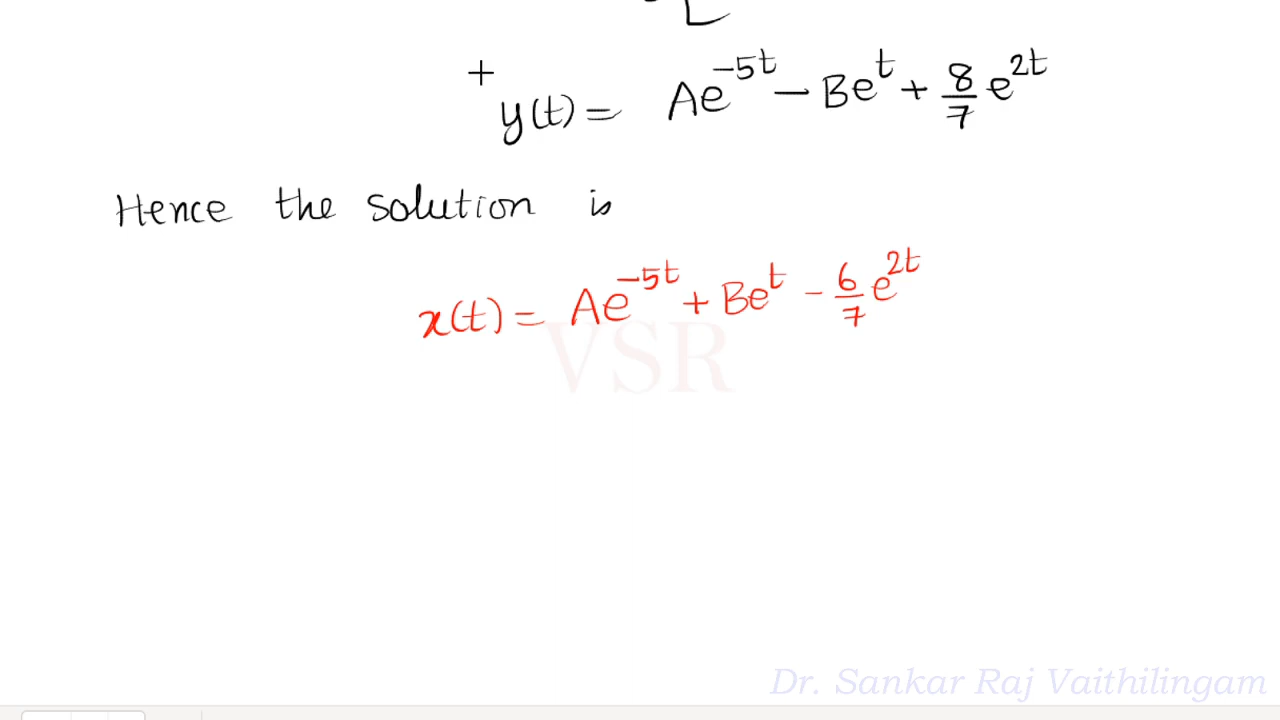 y(t) = Ae^{-5t} - Be^{t} + 8/7 e^{2t}
Hence the solution is
x(t) = Ae^{-5t} + Be^{t} - 6/7 e^{2t}
VSR
Dr. Sankar Raj Vaithilingam